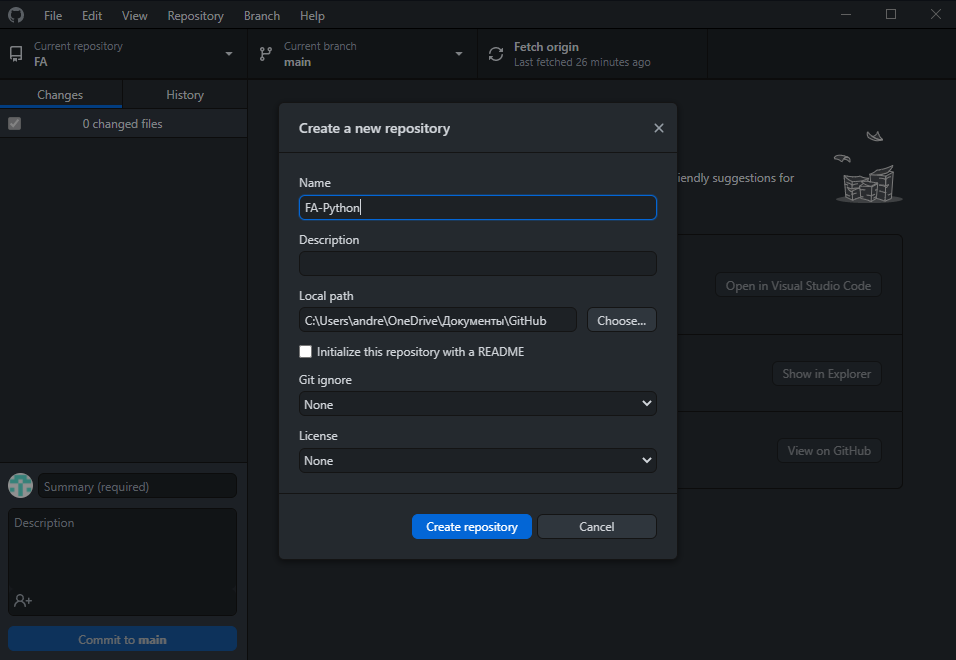 File Edit View Repository Branch Help
Current repository
FA
Current branch
main
Fetch origin
Last fetched 26 minutes ago
Changes
History
0 changed files
Create a new repository
Name
FA-Python
Description
Local path
C:\Users\andre\OneDrive\Документы\GitHub
Choose...
Initialize this repository with a README
Git ignore
None
License
None
Create repository
Cancel
iendly suggestions for
Open in Visual Studio Code
Show in Explorer
View on GitHub
Summary (required)
Description
Commit to main